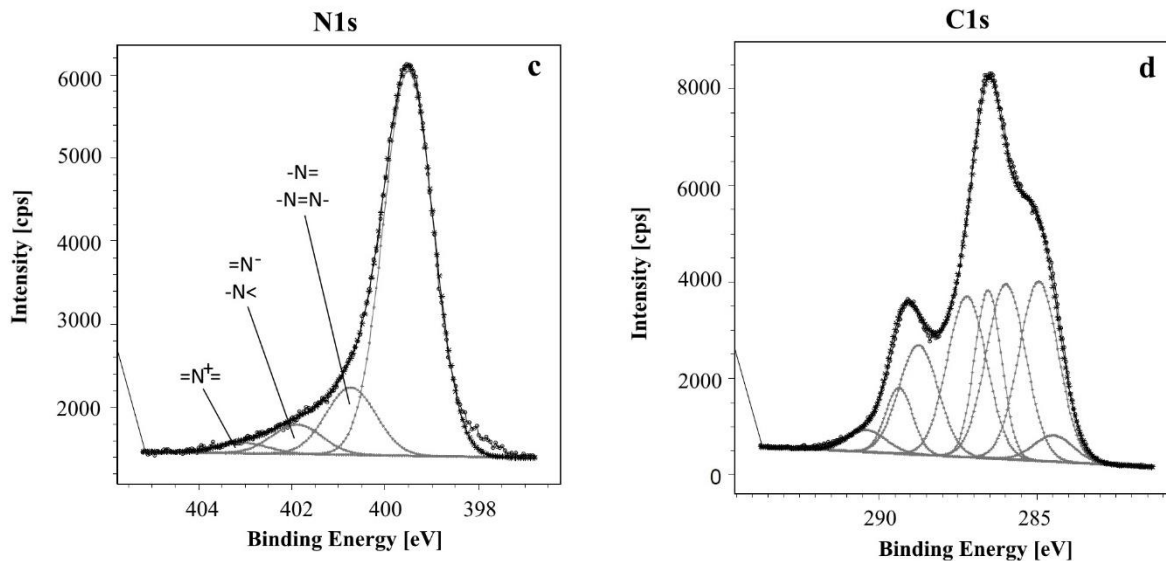 N1s
c
6000
5000
4000
3000
2000
Intensity [cps]
-N=
-N=N-
=N⁻
-N<
=N⁺=
404
402
400
398
Binding Energy [eV]
C1s
d
8000
6000
4000
2000
0
Intensity [cps]
290
285
Binding Energy [eV]